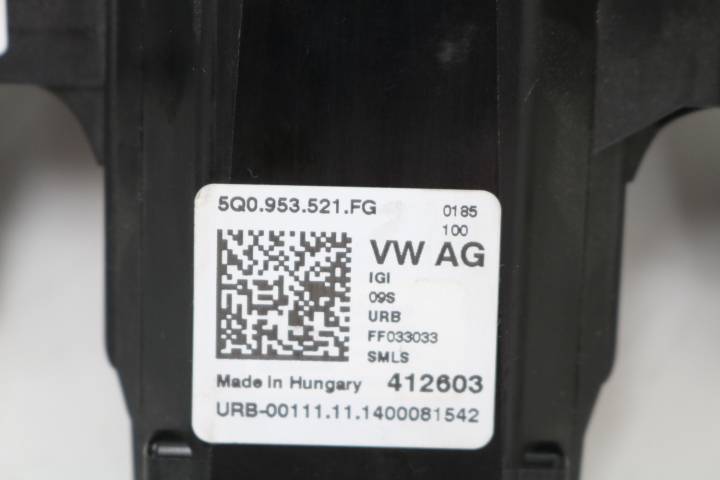 5Q0.953.521.FG
0185
100
VW AG
IGI
09S
URB
FF033033
SMLS
Made in Hungary 412603
URB-00111.11.1400081542